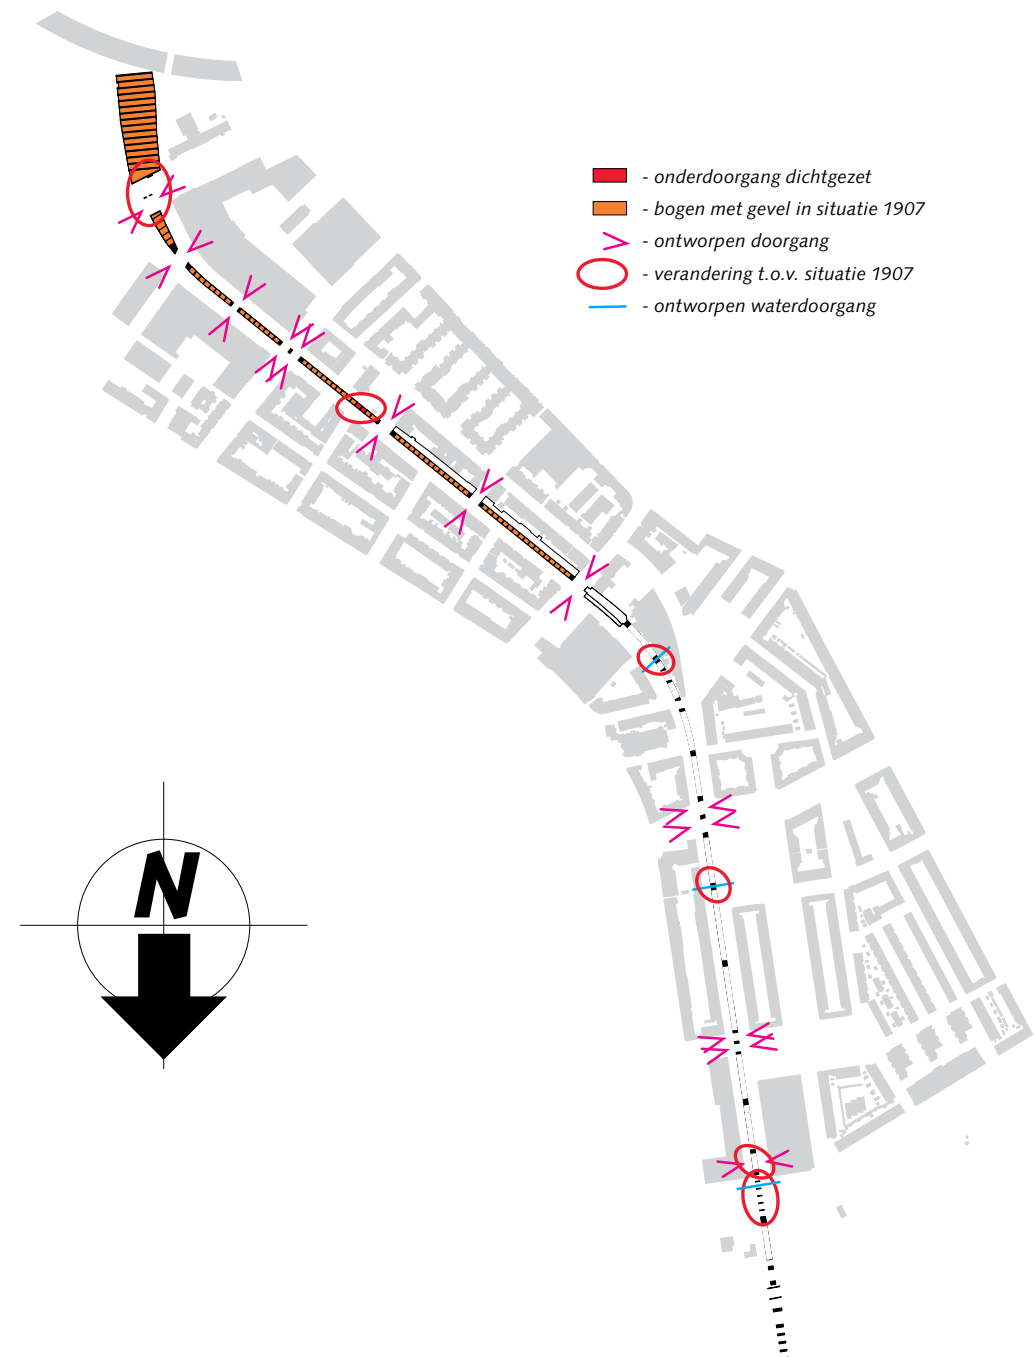 - onderdoorgang dichtgezet
- bogen met gevel in situatie 1907
- ontworpen doorgang
- verandering t.o.v. situatie 1907
- ontworpen waterdoorgang
N